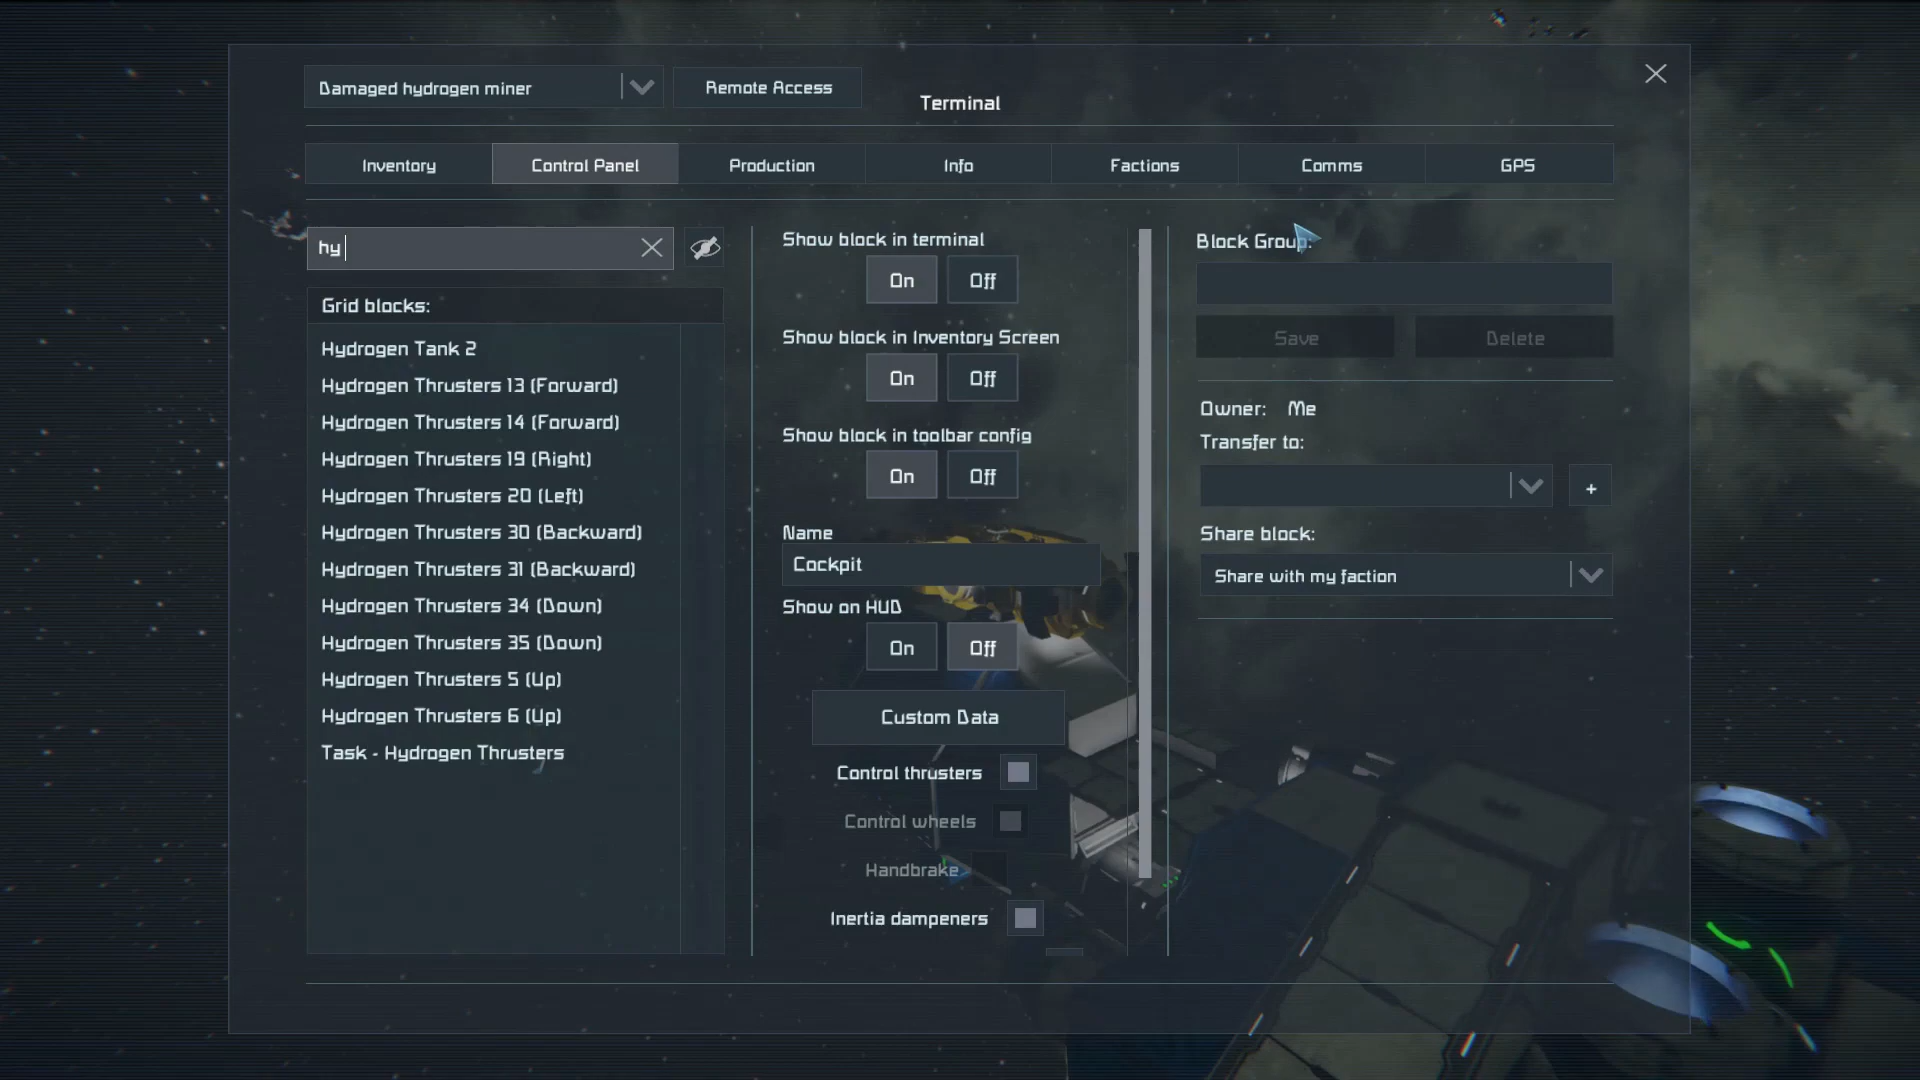 Damaged hydrogen miner
Remote Access
Terminal
Inventory
Control Panel
Production
Info
Factions
Comms
GPS
hy
Grid blocks:
Hydrogen Tank 2
Hydrogen Thrusters 13 (Forward)
Hydrogen Thrusters 14 (Forward)
Hydrogen Thrusters 19 (Right)
Hydrogen Thrusters 20 (Left)
Hydrogen Thrusters 30 (Backward)
Hydrogen Thrusters 31 (Backward)
Hydrogen Thrusters 34 (Down)
Hydrogen Thrusters 35 (Down)
Hydrogen Thrusters 5 (Up)
Hydrogen Thrusters 6 (Up)
Task - Hydrogen Thrusters
Show block in terminal
On Off
Show block in Inventory Screen
On Off
Show block in toolbar config
On Off
Name
Cockpit
Show on HUD
On Off
Custom Data
Control thrusters
Control wheels
Handbrake
Inertia dampeners
Block Group:
Save
Delete
Owner: Me
Transfer to:
+
Share block:
Share with my faction